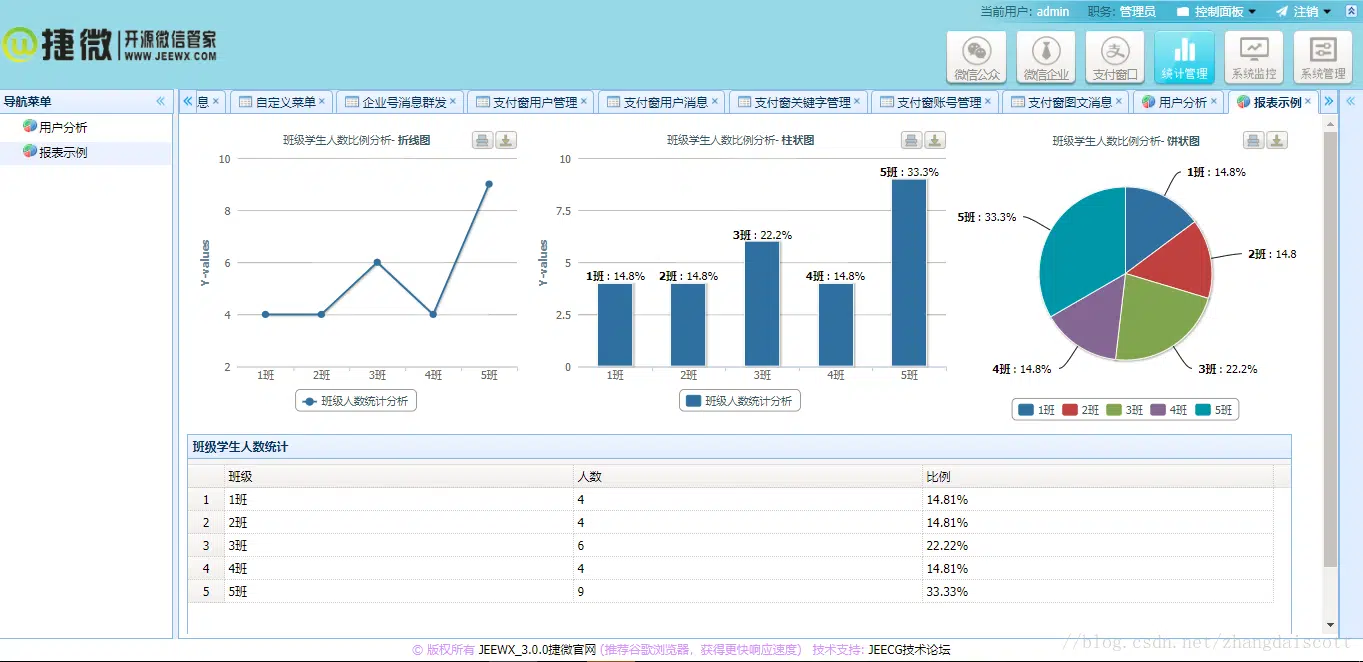 当前用户: admin 职务: 管理员 控制面板 注销
捷微 开源微信管家
WWW.JEEWX.COM
微信公众 微信企业 支付窗口 统计管理 系统监控 系统管理
导航菜单
息 自定义菜单 企业号消息群发 支付窗用户管理 支付窗用户消息 支付窗关键字管理 支付窗账号管理 支付窗图文消息 用户分析 报表示例
用户分析
报表示例
班级学生人数比例分析- 折线图
10
8
6
4
2
Y-values
1班 2班 3班 4班 5班
班级人数统计分析
班级学生人数比例分析- 柱状图
10
7.5
5
2.5
0
Y-values
1班 : 14.8%
2班 : 14.8%
3班 : 22.2%
4班 : 14.8%
5班 : 33.3%
1班 2班 3班 4班 5班
班级人数统计分析
班级学生人数比例分析- 饼状图
1班 : 14.8%
2班 : 14.8
3班 : 22.2%
4班 : 14.8%
5班 : 33.3%
1班 2班 3班 4班 5班
班级学生人数统计
班级 人数 比例
1 1班 4 14.81%
2 2班 4 14.81%
3 3班 6 22.22%
4 4班 4 14.81%
5 5班 9 33.33%
© 版权所有 JEEWX_3.0.0捷微官网 (推荐谷歌浏览器，获得更快响应速度) 技术支持: JEECG技术论坛
//blog.csdn.net/zhangdaiscott